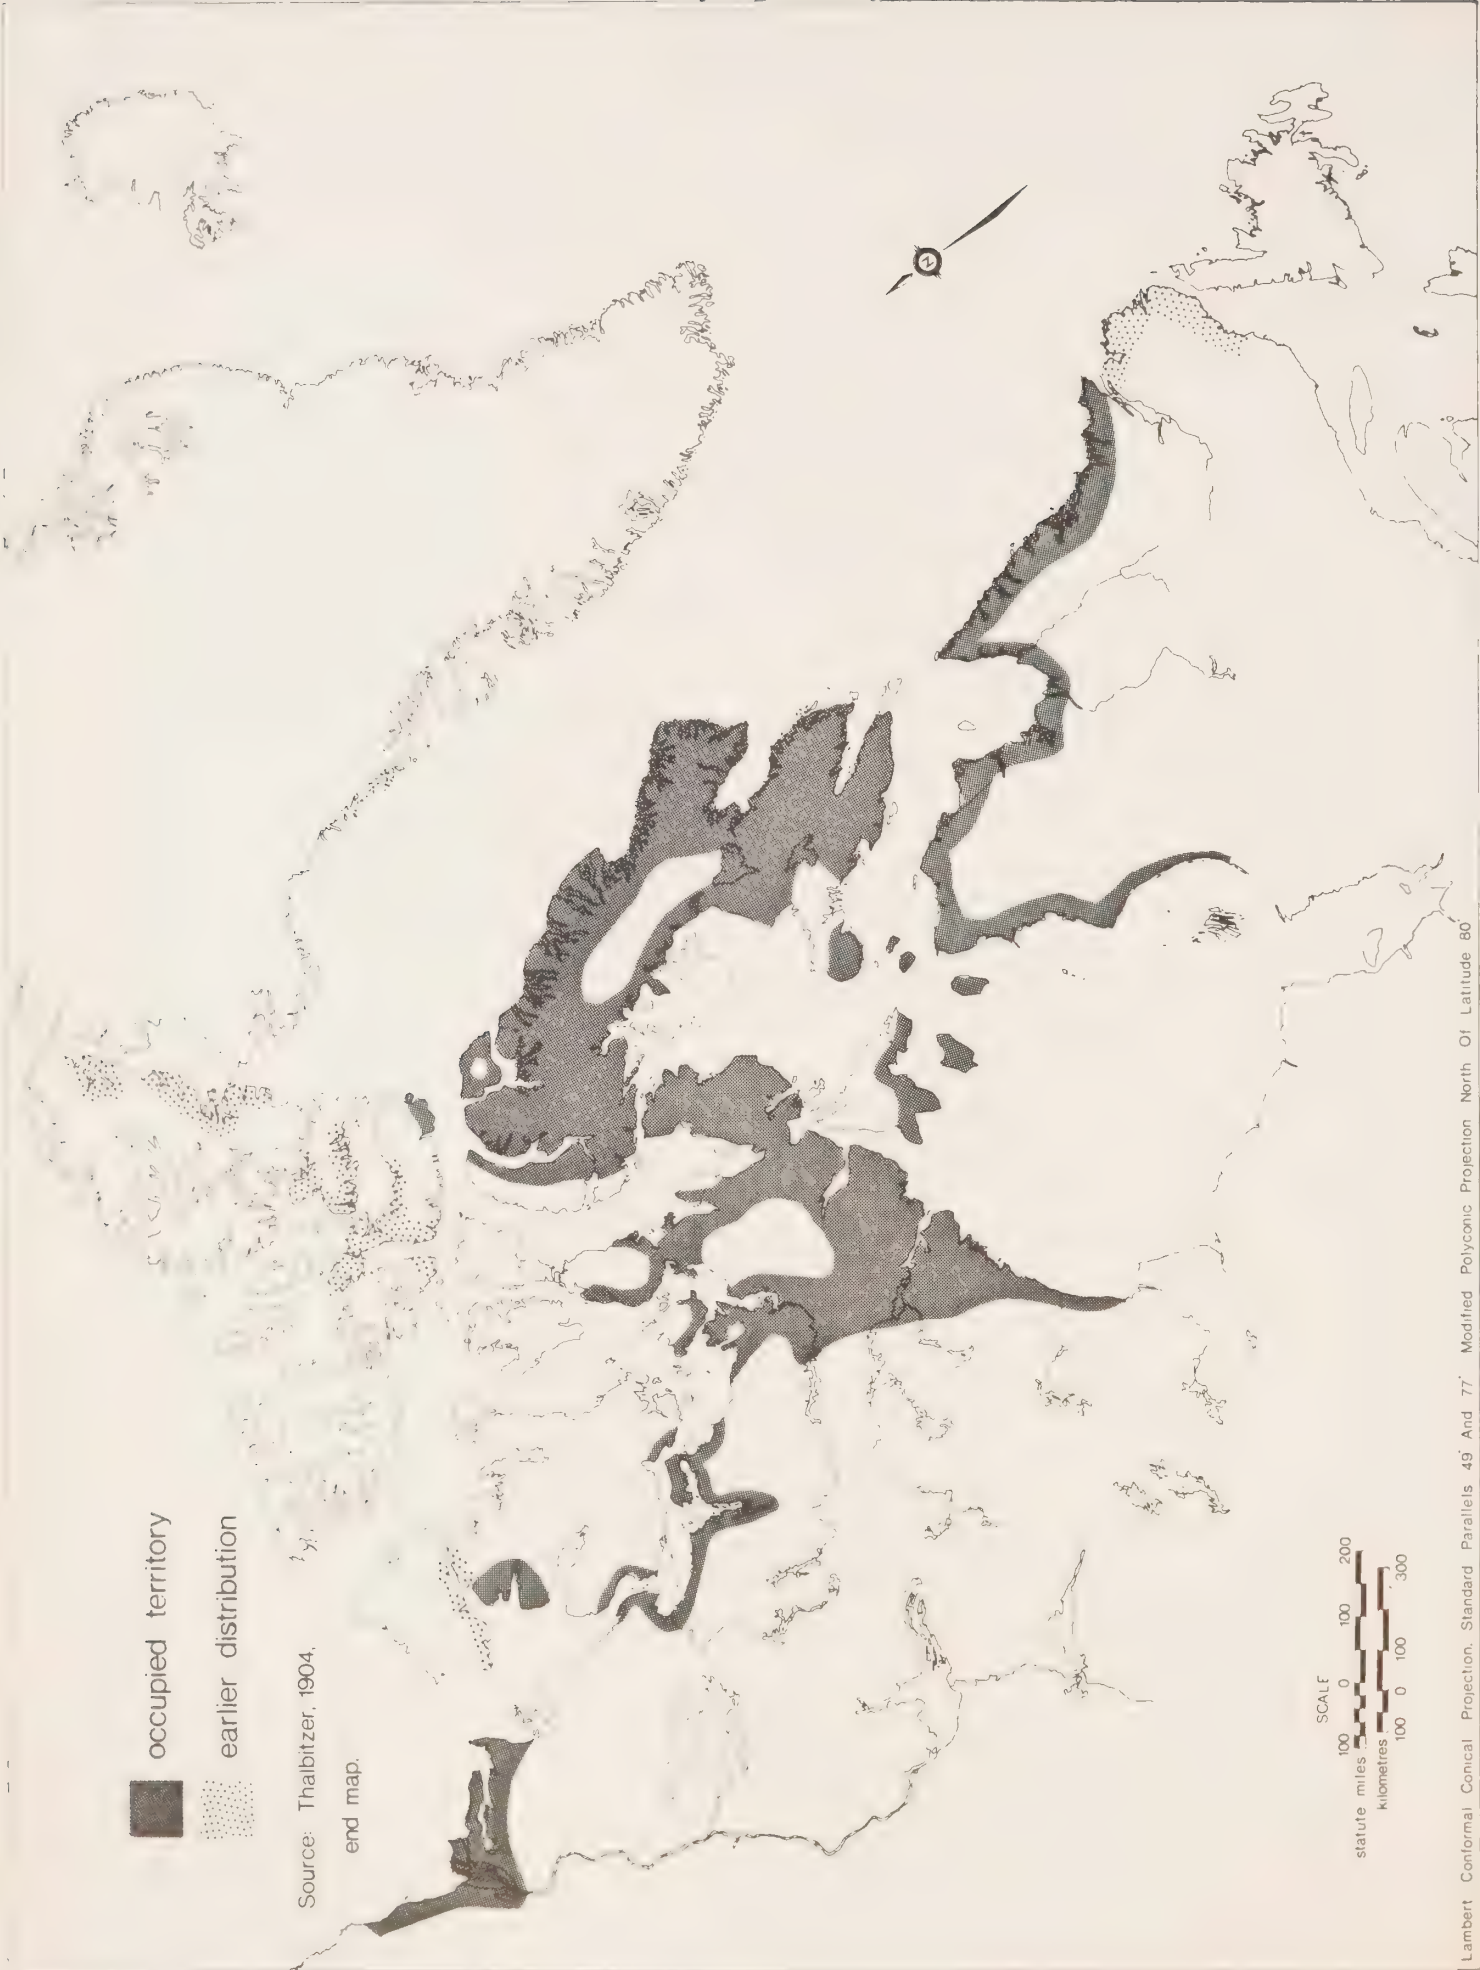 occupied territory
earlier distribution
Source: Thalbitzer, 1904,
end map.
N
SCALE
100 0 100 200
statute miles
kilometres
100 0 100 300
Lambert Conformal Conical Projection, Standard Parallels 49° And 77° Modified Polyconic Projection North Of Latitude 80°